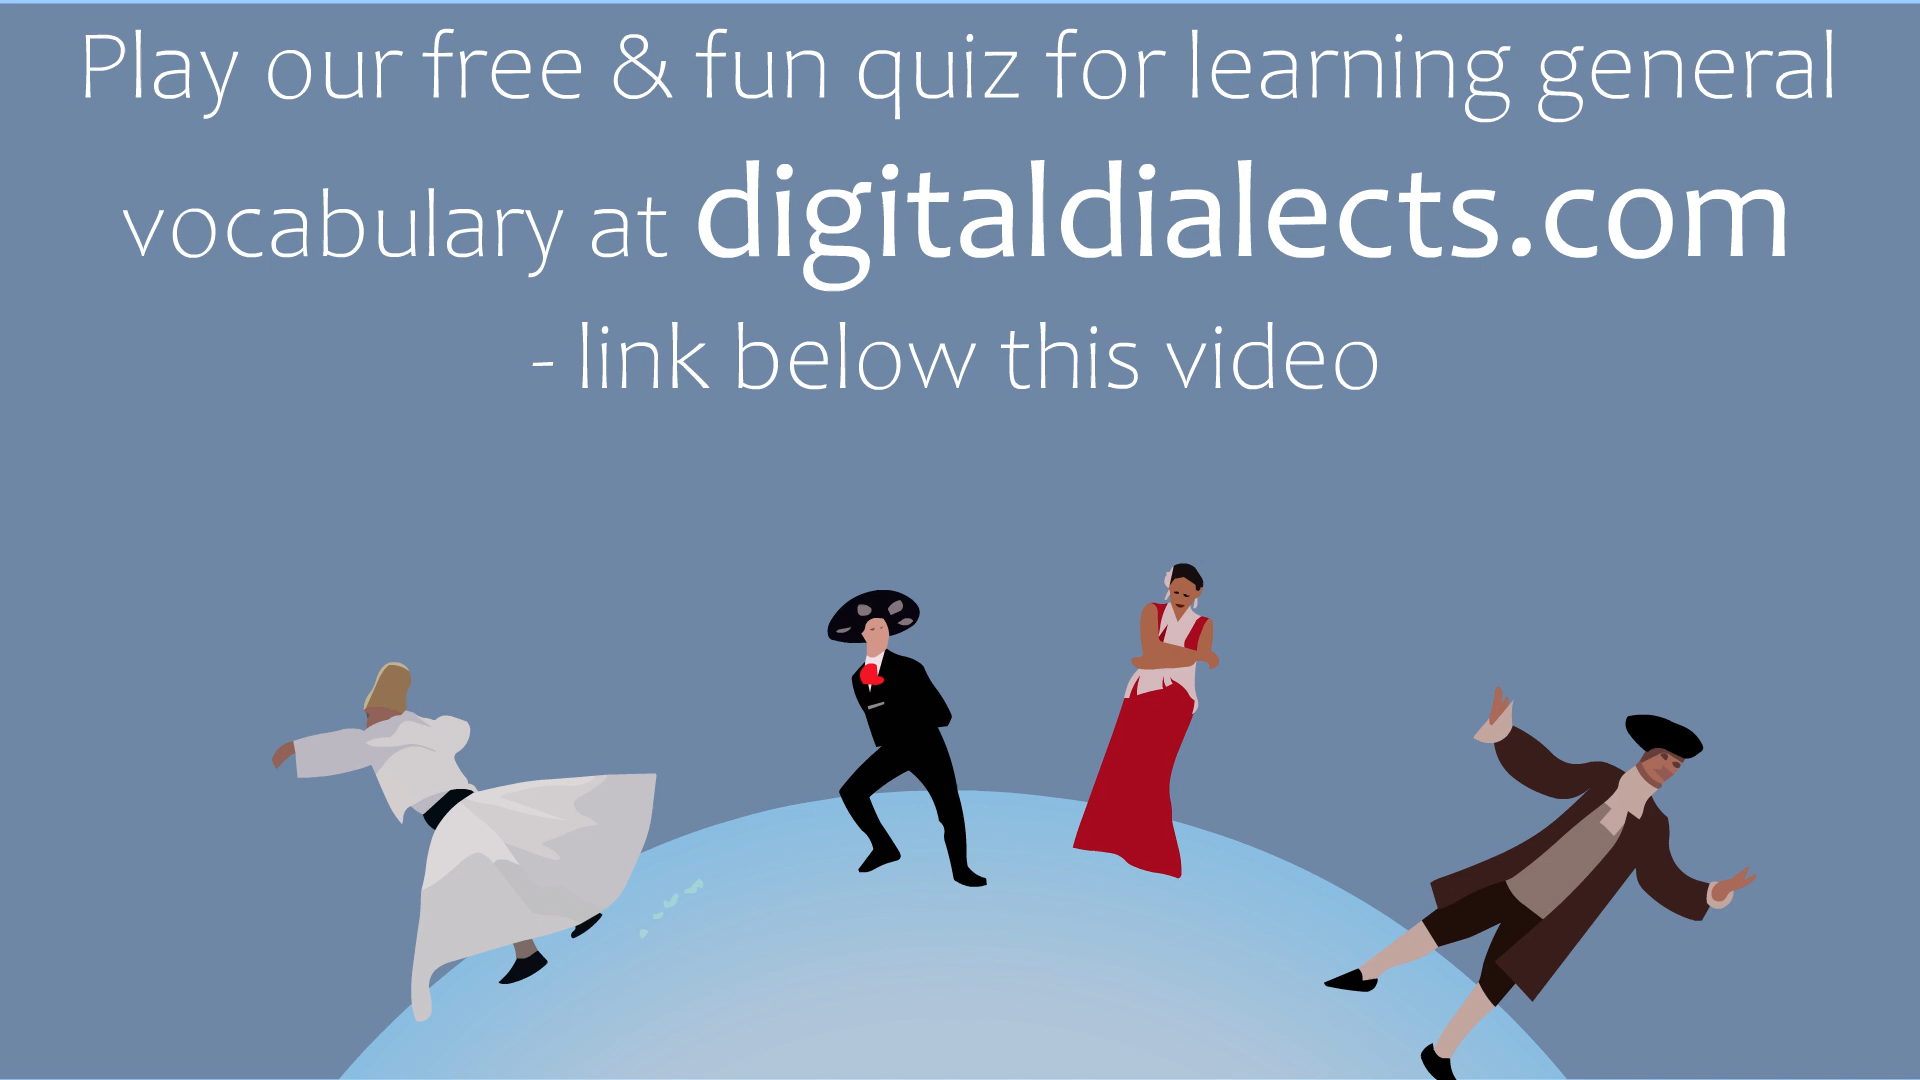 Play our free & fun quiz for learning general
vocabulary at digitaldialects.com
- link below this video